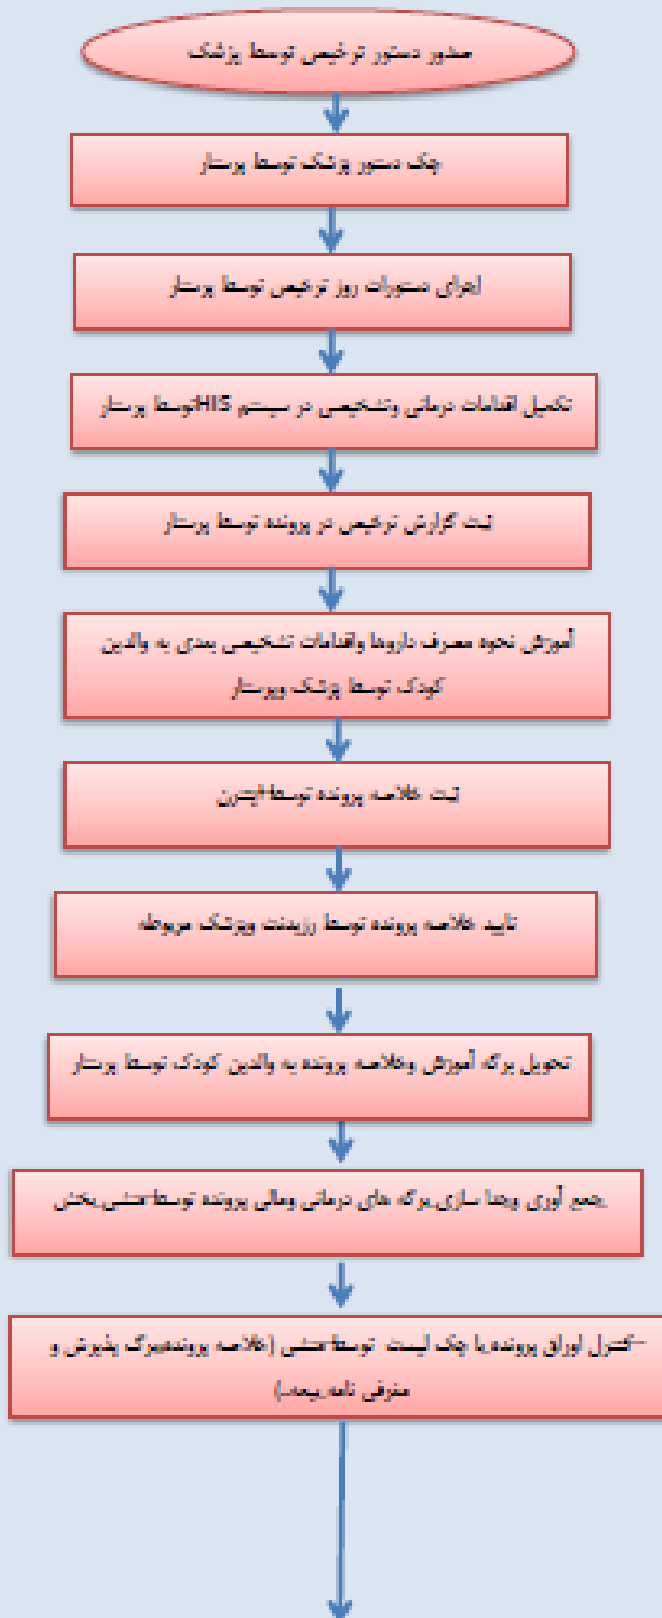 صدور دستور ترخیص توسط پزشک
چک دستور پزشک توسط پرستار
اجرای دستورات روز ترخیص توسط پرستار
تکمیل اقدامات درمانی وتشخیصی در سیستم HISتوسط پرستار
ثبت گزارش ترخیص در پرونده توسط پرستار
آموزش نحوه مصرف داروها واقدامات تشخیصی بعدی به والدین
کودک توسط پزشک وپرستار
ثبت خلاصه پرونده توسط اینترن
تایید خلاصه پرونده توسط رزیدنت وپزشک مربوطه
تحویل برگه آموزش وخلاصه پرونده به والدین کودک توسط پرستار
جمع آوری وجدا سازی برگه های درمانی ومالی پرونده توسط منشی بخش
کنترل اوراق پرونده با چک لیست توسط منشی (خلاصه پرونده،برگ پذیرش و
معرفی نامه بیمه..)